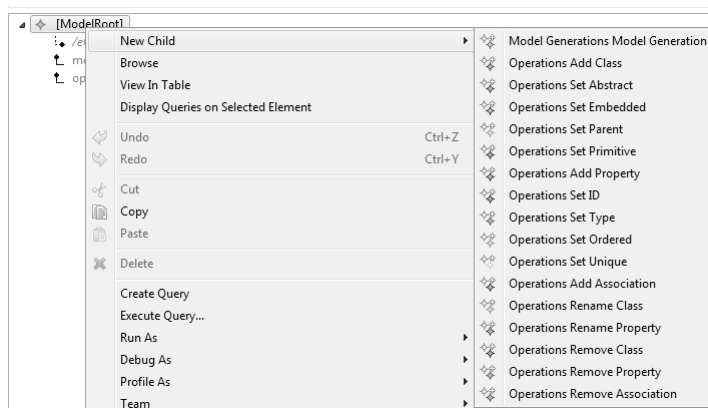 [ModelRoot]
New Child
Browse
View In Table
Display Queries on Selected Element
Undo Ctrl+Z
Redo Ctrl+Y
Cut
Copy
Paste
Delete
Create Query
Execute Query...
Run As
Debug As
Profile As
Team
Model Generations Model Generation
Operations Add Class
Operations Set Abstract
Operations Set Embedded
Operations Set Parent
Operations Set Primitive
Operations Add Property
Operations Set ID
Operations Set Type
Operations Set Ordered
Operations Set Unique
Operations Add Association
Operations Rename Class
Operations Rename Property
Operations Remove Class
Operations Remove Property
Operations Remove Association